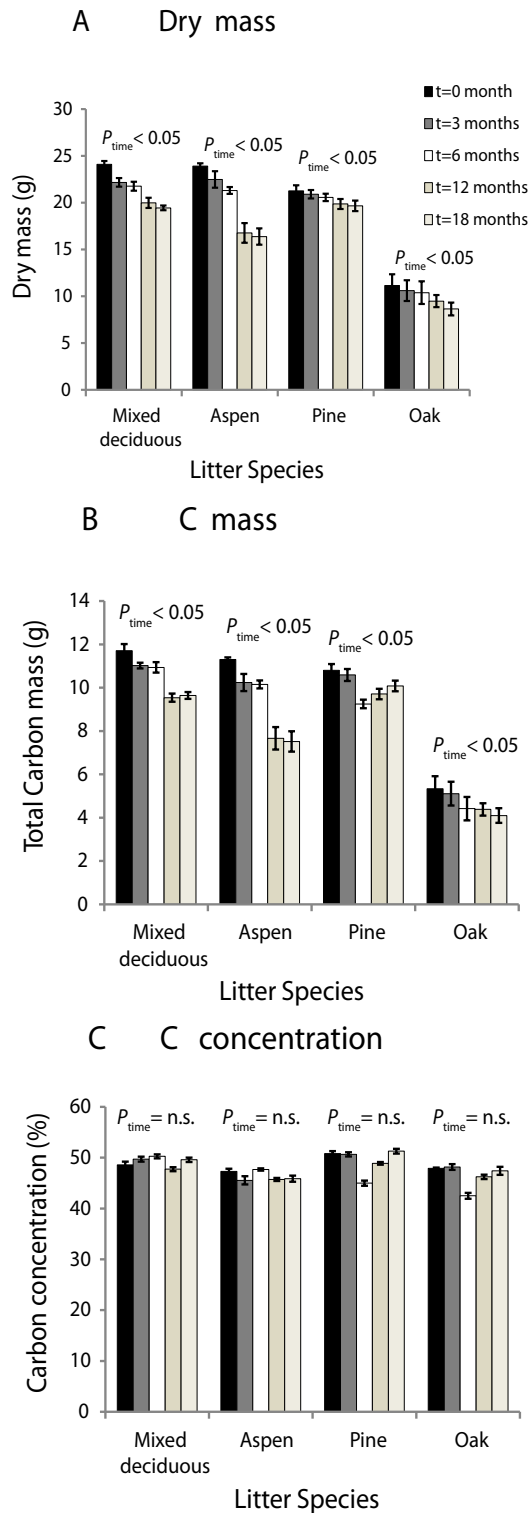 A Dry mass
30
25
20
15
10
5
0
Dry mass (g)
t=0 month
t=3 months
t=6 months
t=12 months
t=18 months
Ptime < 0.05
Ptime < 0.05
Ptime < 0.05
Ptime < 0.05
Mixed deciduous
Aspen
Pine
Oak
Litter Species
B C mass
14
12
10
8
6
4
2
0
Total Carbon mass (g)
Ptime < 0.05
Ptime < 0.05
Ptime < 0.05
Ptime < 0.05
Mixed deciduous
Aspen
Pine
Oak
Litter Species
C C concentration
60
50
40
30
20
10
0
Carbon concentration (%)
Ptime = n.s.
Ptime = n.s.
Ptime = n.s.
Ptime = n.s.
Mixed deciduous
Aspen
Pine
Oak
Litter Species